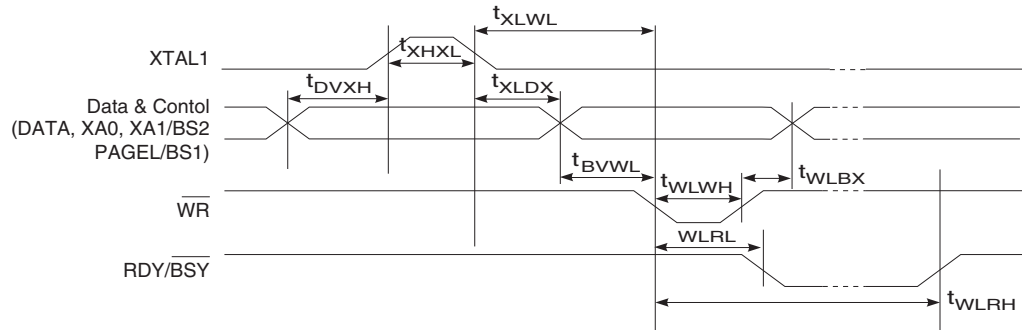 tXLWL
XTAL1
tXHXL
tDVXH
tXLDX
Data & Contol
(DATA, XA0, XA1/BS2
PAGEL/BS1)
tBVWL
tWLWH
tWLBX
WR
WLRL
RDY/BSY
tWLRH